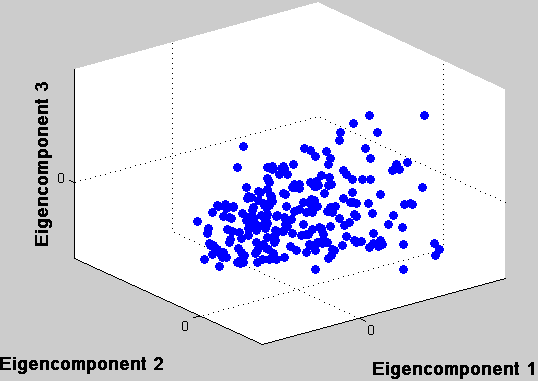 Eigencomponent 3
0
0
0
Eigencomponent 2
Eigencomponent 1